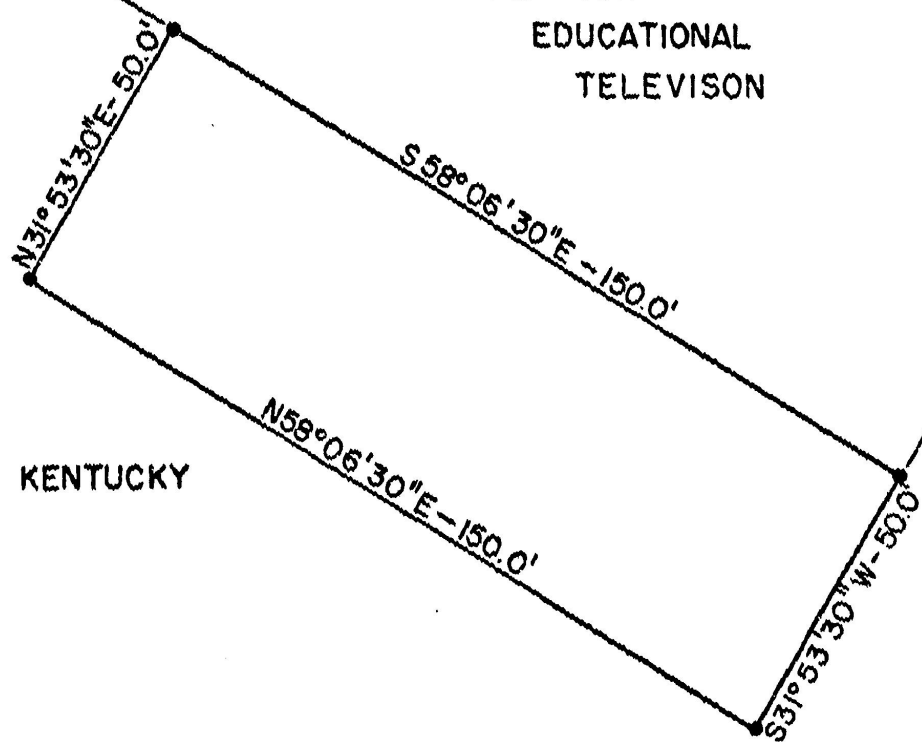 EDUCATIONAL
TELEVISON
N31°53'30"E- 50.0'
S 58°06'30"E ~150.0'
N58°06'30"E-150.0'
KENTUCKY
S31°53'30"W-50.0'